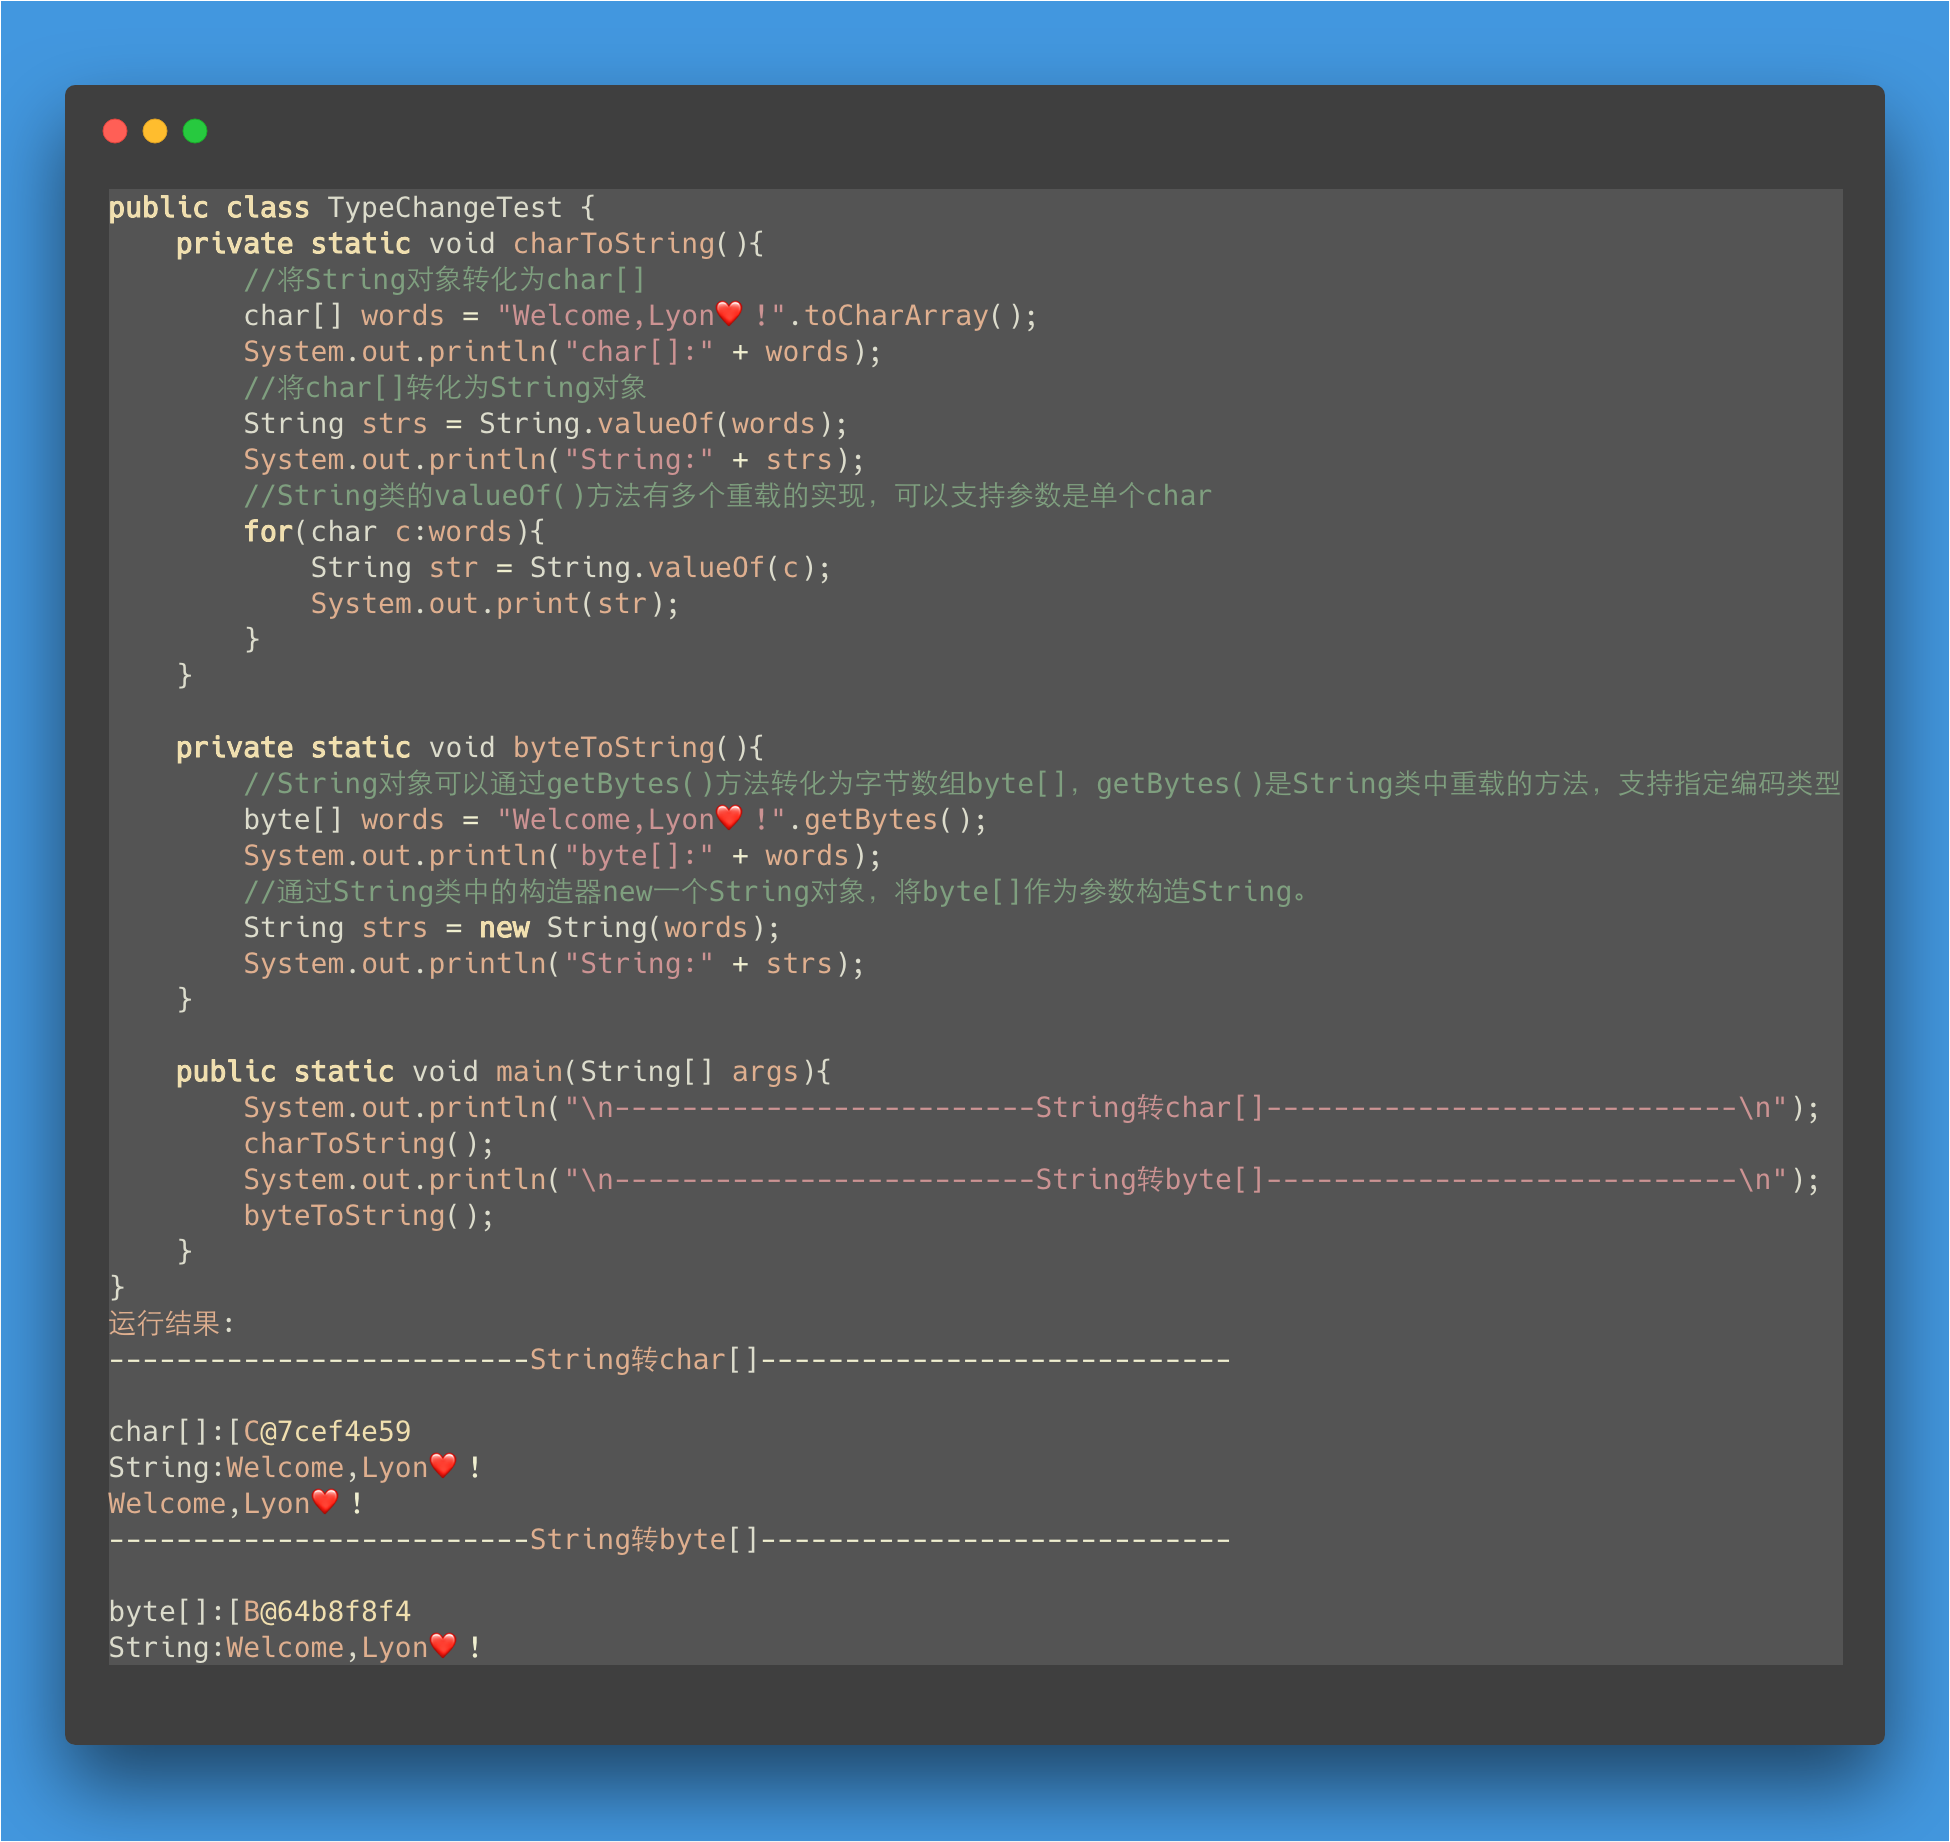 public class TypeChangeTest {
    private static void charToString(){
        //将String对象转化为char[]
        char[] words = "Welcome,Lyon❤️!".toCharArray();
        System.out.println("char[]:" + words);
        //将char[]转化为String对象
        String strs = String.valueOf(words);
        System.out.println("String:" + strs);
        //String类的valueOf()方法有多个重载的实现，可以支持参数是单个char
        for(char c:words){
            String str = String.valueOf(c);
            System.out.print(str);
        }
    }

    private static void byteToString(){
        //String对象可以通过getBytes()方法转化为字节数组byte[]，getBytes()是String类中重载的方法，支持指定编码类型
        byte[] words = "Welcome,Lyon❤️!".getBytes();
        System.out.println("byte[]:" + words);
        //通过String类中的构造器new一个String对象，将byte[]作为参数构造String。
        String strs = new String(words);
        System.out.println("String:" + strs);
    }

    public static void main(String[] args){
        System.out.println("\n-------------------------String转char[]----------------------------\n");
        charToString();
        System.out.println("\n-------------------------String转byte[]----------------------------\n");
        byteToString();
    }
}
运行结果:
-------------------------String转char[]----------------------------

char[]:[C@7cef4e59
String:Welcome,Lyon❤️!
Welcome,Lyon❤️!
-------------------------String转byte[]----------------------------

byte[]:[B@64b8f8f4
String:Welcome,Lyon❤️!